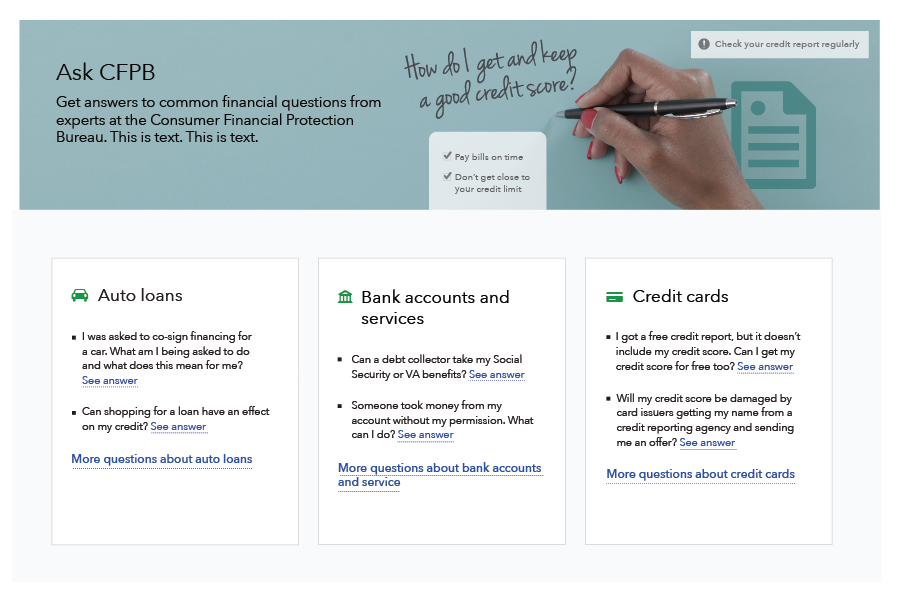 Ask CFPB
Get answers to common financial questions from
experts at the Consumer Financial Protection
Bureau. This is text. This is text.
How do I get and keep
a good credit score?
Check your credit report regularly
Pay bills on time
Don't get close to
your credit limit
Auto loans
I was asked to co-sign financing for
a car. What am I being asked to do
and what does this mean for me?
See answer
Can shopping for a loan have an effect
on my credit? See answer
More questions about auto loans
Bank accounts and
services
Can a debt collector take my Social
Security or VA benefits? See answer
Someone took money from my
account without my permission. What
can I do? See answer
More questions about bank accounts
and service
Credit cards
I got a free credit report, but it doesn't
include my credit score. Can I get my
credit score for free too? See answer
Will my credit score be damaged by
card issuers getting my name from a
credit reporting agency and sending
me an offer? See answer
More questions about credit cards